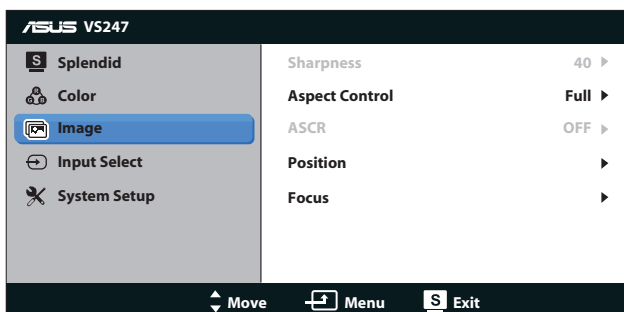 ASUS VS247
S Splendid
Color
Image
Input Select
System Setup
Sharpness 40
Aspect Control Full
ASCR OFF
Position
Focus
Move Menu S Exit